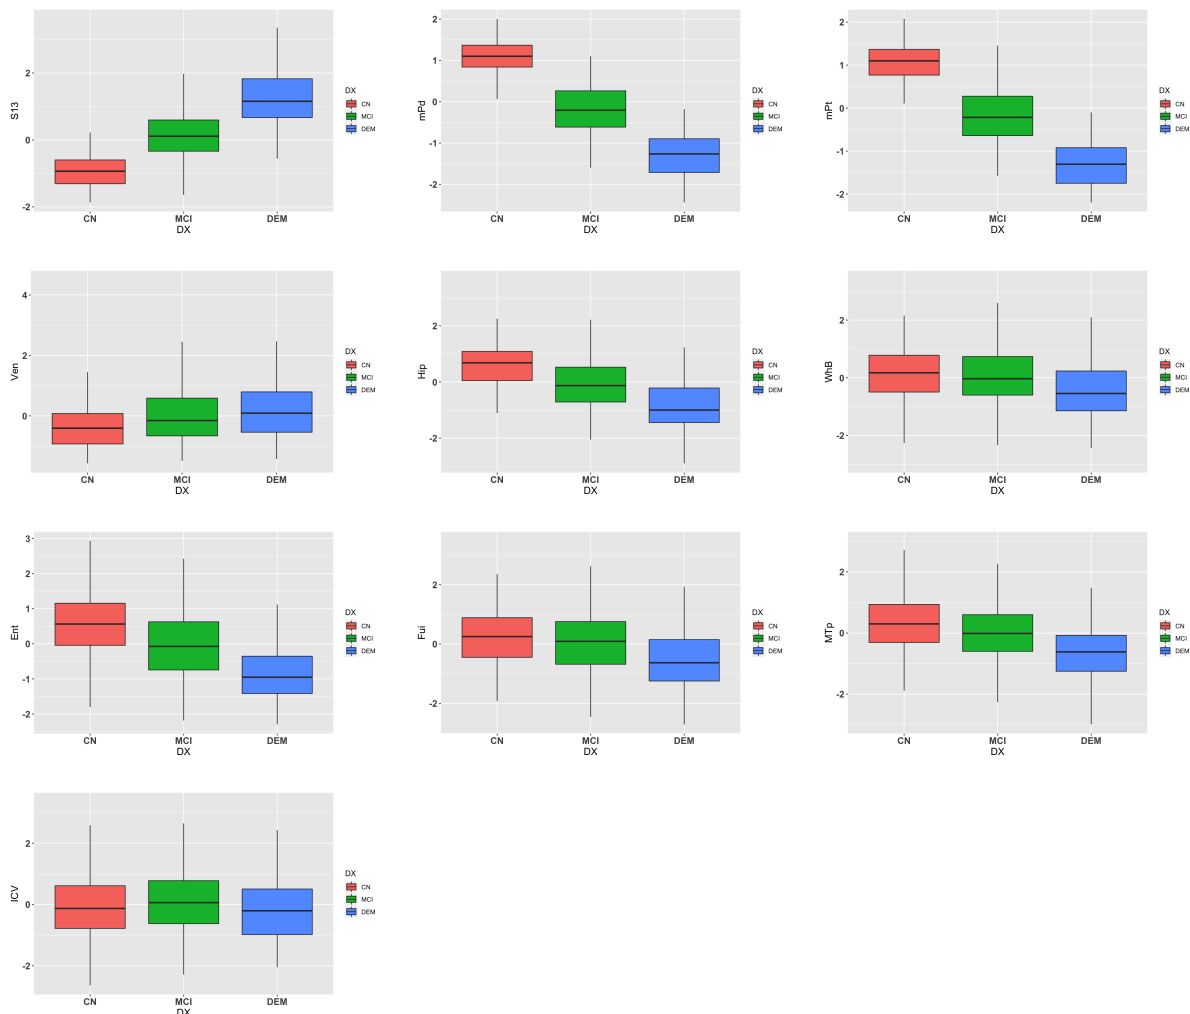 S13
2
0
-2
CN MCI DEM
DX
DX
CN
MCI
DEM
mPd
2
1
0
-1
-2
CN MCI DEM
DX
DX
CN
MCI
DEM
mPt
2
1
0
-1
-2
CN MCI DEM
DX
DX
CN
MCI
DEM
Ven
4
2
0
CN MCI DEM
DX
DX
CN
MCI
DEM
Hip
2
0
-2
CN MCI DEM
DX
DX
CN
MCI
DEM
WhB
2
0
-2
CN MCI DEM
DX
DX
CN
MCI
DEM
Ent
3
2
1
0
-1
-2
CN MCI DEM
DX
DX
CN
MCI
DEM
Fui
2
0
-2
CN MCI DEM
DX
DX
CN
MCI
DEM
MTp
2
0
-2
CN MCI DEM
DX
DX
CN
MCI
DEM
ICV
2
0
-2
CN MCI DEM
DX
DX
CN
MCI
DEM